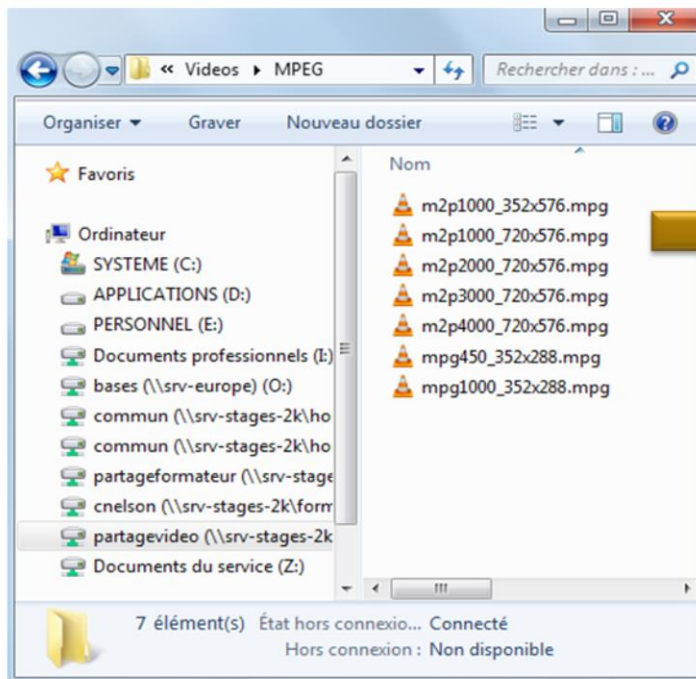 « Videos ▸ MPEG
Rechercher dans : ...
Organiser
Graver
Nouveau dossier
Favoris
Ordinateur
SYSTEME (C:)
APPLICATIONS (D:)
PERSONNEL (E:)
Documents professionnels (I:)
bases (\\srv-europe) (O:)
commun (\\srv-stages-2k\ho
commun (\\srv-stages-2k\ho
partageformateur (\\srv-stage
cnelson (\\srv-stages-2k\form
partagevideo (\\srv-stages-2k
Documents du service (Z:)
Nom
m2p1000_352x576.mpg
m2p1000_720x576.mpg
m2p2000_720x576.mpg
m2p3000_720x576.mpg
m2p4000_720x576.mpg
mpg450_352x288.mpg
mpg1000_352x288.mpg
7 élément(s) État hors connexio... Connecté
Hors connexion : Non disponible